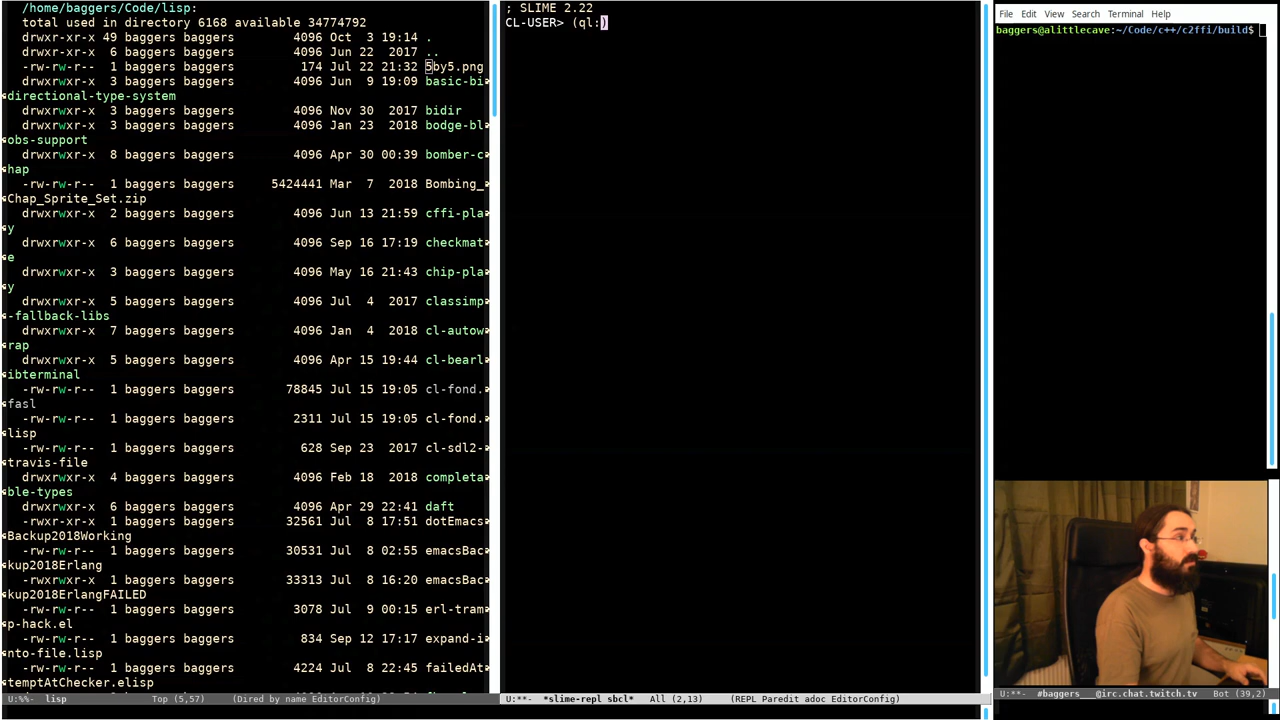 /home/baggers/Code/lisp:
total used in directory 6168 available 34774792
drwxr-xr-x 49 baggers baggers 4096 Oct 3 19:14 .
drwxrwxr-x 6 baggers baggers 4096 Jun 22 2017 ..
-rw-rw-r-- 1 baggers baggers 174 Jul 22 21:32 5by5.png
drwxrwxr-x 3 baggers baggers 4096 Jun 9 19:09 basic-bi
directional-type-system
drwxrwxr-x 3 baggers baggers 4096 Nov 30 2017 bidir
drwxrwxr-x 3 baggers baggers 4096 Jan 23 2018 bodge-bl
obs-support
drwxrwxr-x 8 baggers baggers 4096 Apr 30 00:39 bomber-c
hap
-rw-rw-r-- 1 baggers baggers 5424441 Mar 7 2018 Bombing_
Chap_Sprite_Set.zip
drwxrwxr-x 2 baggers baggers 4096 Jun 13 21:59 cffi-pla
y
drwxrwxr-x 6 baggers baggers 4096 Sep 16 17:19 checkmat
e
drwxrwxr-x 3 baggers baggers 4096 May 16 21:43 chip-pla
y
drwxrwxr-x 5 baggers baggers 4096 Jul 4 2017 classimp
-fallback-libs
drwxrwxr-x 7 baggers baggers 4096 Jan 4 2018 cl-autow
rap
drwxrwxr-x 5 baggers baggers 4096 Apr 15 19:44 cl-bearl
ibterminal
-rw-rw-r-- 1 baggers baggers 78845 Jul 15 19:05 cl-fond.
fasl
-rw-rw-r-- 1 baggers baggers 2311 Jul 15 19:05 cl-fond.
lisp
-rw-rw-r-- 1 baggers baggers 628 Sep 23 2017 cl-sdl2-
travis-file
drwxrwxr-x 4 baggers baggers 4096 Feb 18 2018 completa
ble-types
drwxrwxr-x 6 baggers baggers 4096 Apr 29 22:41 daft
-rwxr-xr-x 1 baggers baggers 32561 Jul 8 17:51 dotEmacs
Backup2018Working
-rw-rw-r-- 1 baggers baggers 30531 Jul 8 02:55 emacsBac
kup2018Erlang
-rwxrwxr-x 1 baggers baggers 33313 Jul 8 16:20 emacsBac
kup2018ErlangFAILED
-rw-rw-r-- 1 baggers baggers 3078 Jul 9 00:15 erl-tram
p-hack.el
-rw-rw-r-- 1 baggers baggers 834 Sep 12 17:17 expand-i
nto-file.lisp
-rw-rw-r-- 1 baggers baggers 4224 Jul 8 22:45 failedAt
temptAtChecker.elisp
U:%%- lisp Top (5,57) (Dired by name EditorConfig)
; SLIME 2.22
CL-USER> (ql:)
U:**- *slime-repl sbcl* All (2,13) (REPL Paredit adoc EditorConfig)
File Edit View Search Terminal Help
baggers@alittlecave:~/Code/c++/c2ffi/build$
U:**- #baggers___@irc.chat.twitch.tv Bot (39,2)